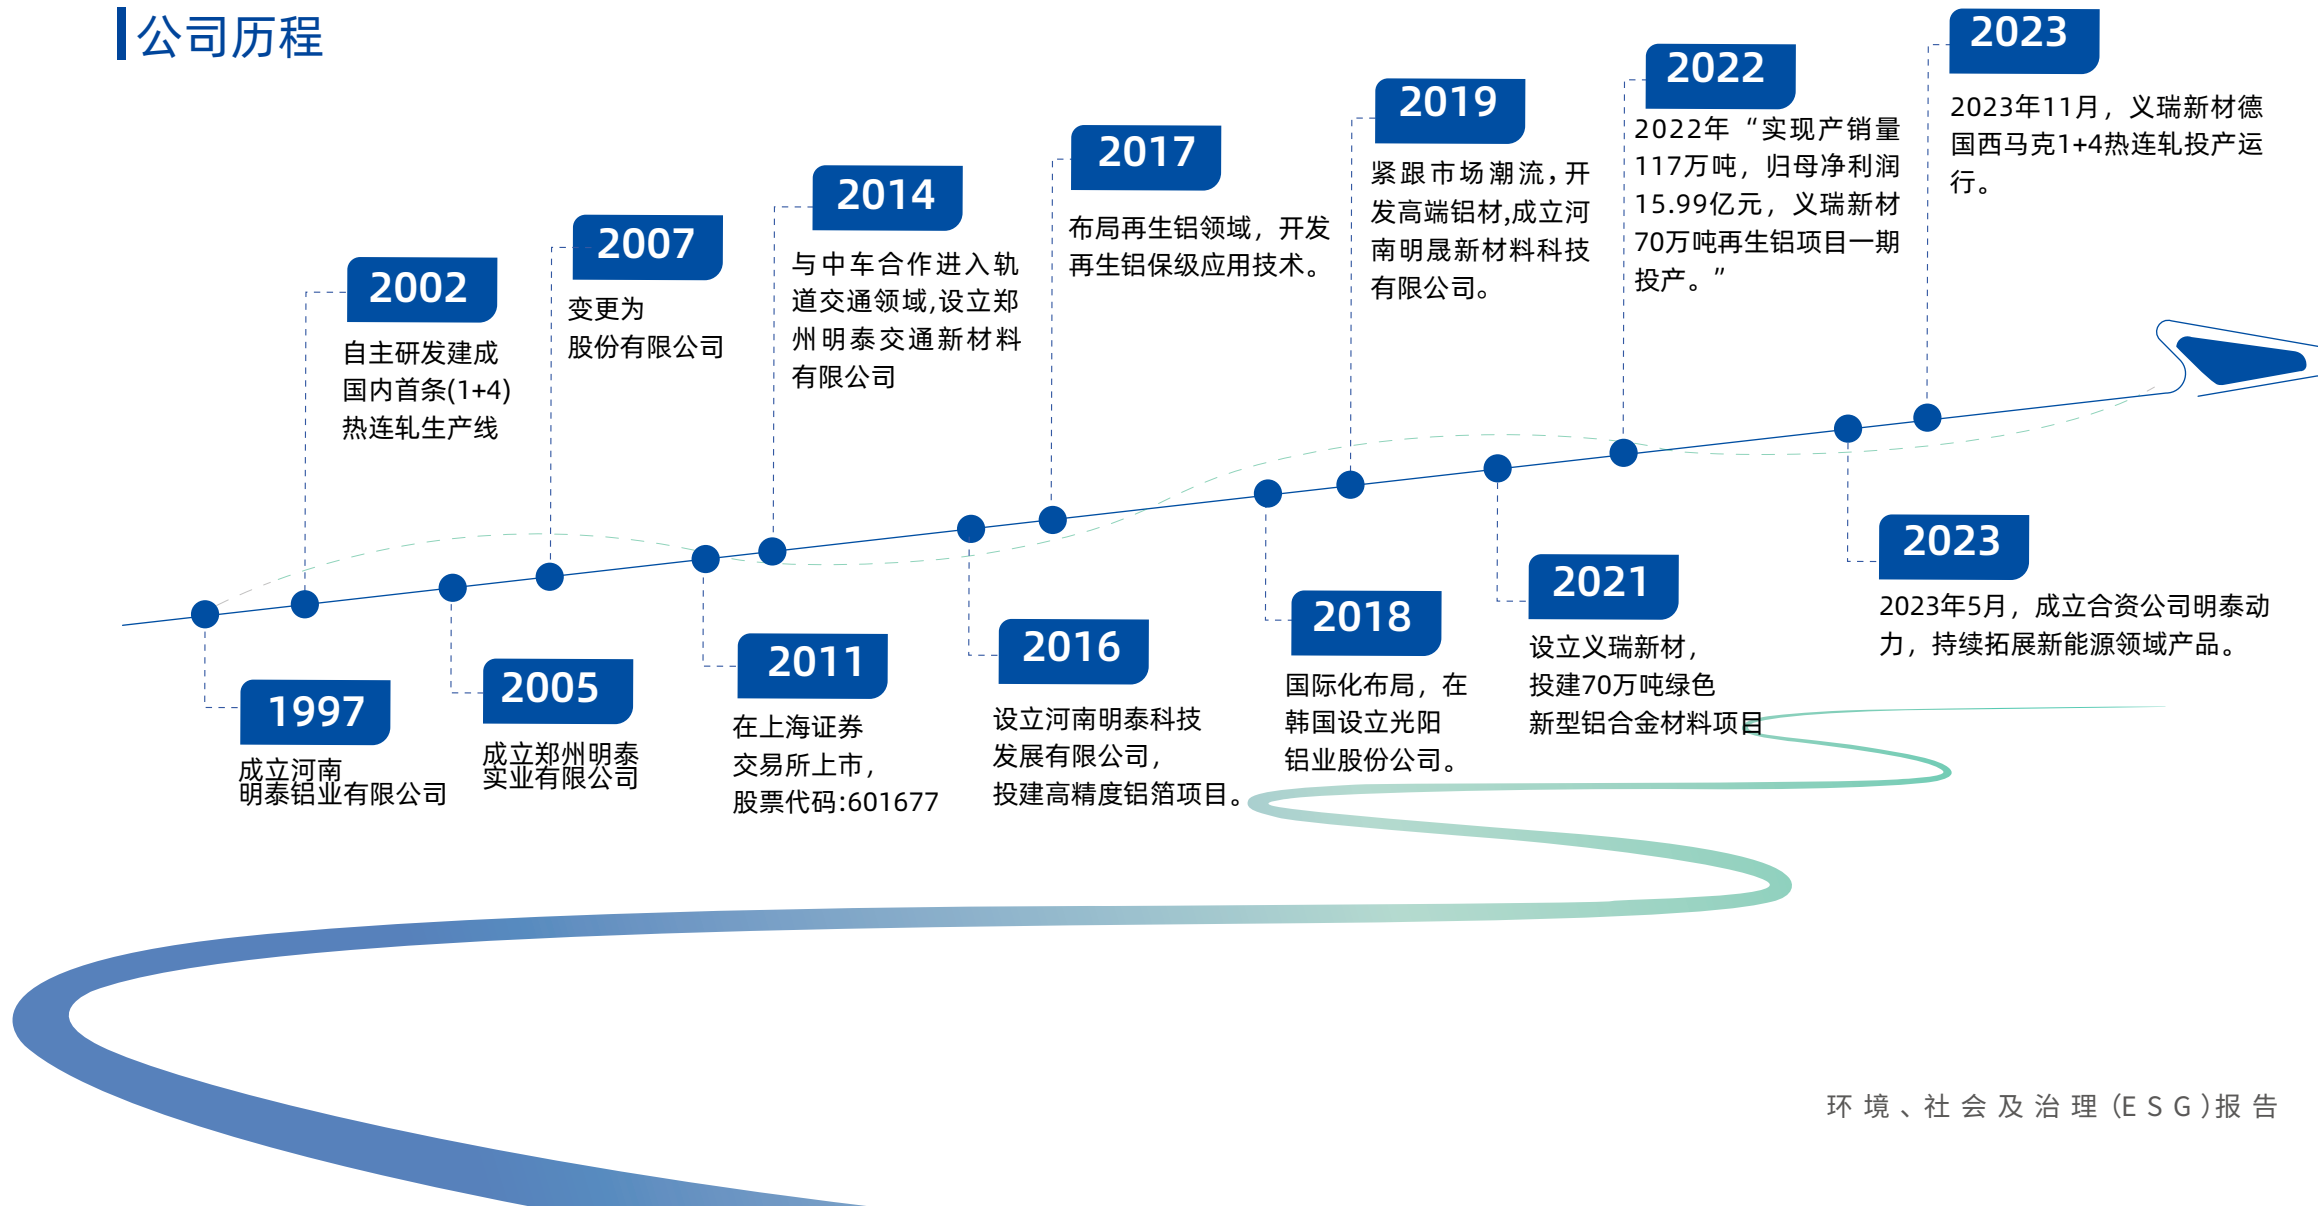 公司历程
1997
成立河南
明泰铝业有限公司
2002
自主研发建成
国内首条(1+4)
热连轧生产线
2005
成立郑州明泰
实业有限公司
2007
变更为
股份有限公司
2011
在上海证券
交易所上市，
股票代码:601677
2014
与中车合作进入轨
道交通领域,设立郑
州明泰交通新材料
有限公司
2016
设立河南明泰科技
发展有限公司，
投建高精度铝箔项目。
2017
布局再生铝领域，开发
再生铝保级应用技术。
2018
国际化布局，在
韩国设立光阳
铝业股份公司。
2019
紧跟市场潮流，开
发高端铝材,成立河
南明晟新材料科技
有限公司。
2021
设立义瑞新材，
投建70万吨绿色
新型铝合金材料项目
2022
2022年“实现产销量
117万吨，归母净利润
15.99亿元，义瑞新材
70万吨再生铝项目一期
投产。”
2023
2023年5月，成立合资公司明泰动
力，持续拓展新能源领域产品。
2023
2023年11月，义瑞新材德
国西马克1+4热连轧投产运
行。
环境、社会及治理(ESG)报告